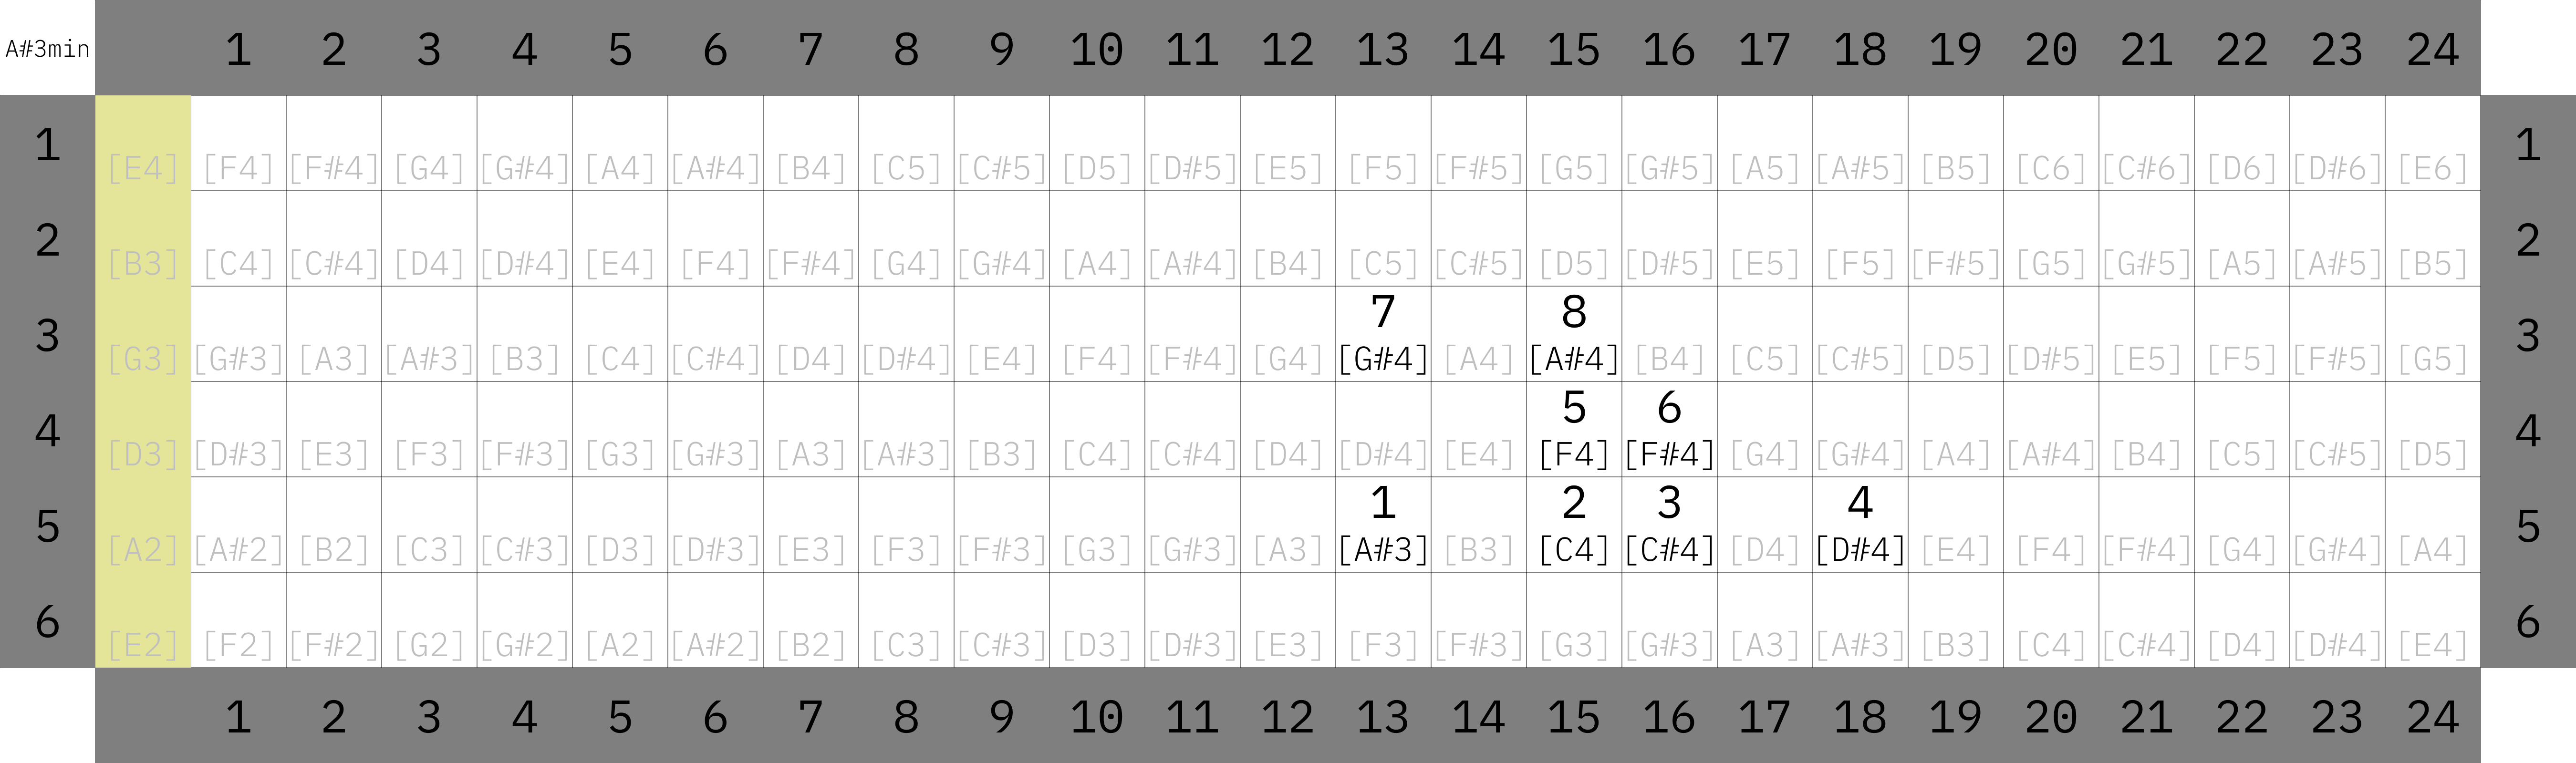 A#3min 1 2 3 4 5 6 7 8 9 10 11 12 13 14 15 16 17 18 19 20 21 22 23 24
1 [E4] [F4] [F#4] [G4] [G#4] [A4] [A#4] [B4] [C5] [C#5] [D5] [D#5] [E5] [F5] [F#5] [G5] [G#5] [A5] [A#5] [B5] [C6] [C#6] [D6] [D#6] [E6] 1
2 [B3] [C4] [C#4] [D4] [D#4] [E4] [F4] [F#4] [G4] [G#4] [A4] [A#4] [B4] [C5] [C#5] [D5] [D#5] [E5] [F5] [F#5] [G5] [G#5] [A5] [A#5] [B5] 2
7 8
3 [G3] [G#3] [A3] [A#3] [B3] [C4] [C#4] [D4] [D#4] [E4] [F4] [F#4] [G4] [G#4] [A4] [A#4] [B4] [C5] [C#5] [D5] [D#5] [E5] [F5] [F#5] [G5] 3
5 6
4 [D3] [D#3] [E3] [F3] [F#3] [G3] [G#3] [A3] [A#3] [B3] [C4] [C#4] [D4] [D#4] [E4] [F4] [F#4] [G4] [G#4] [A4] [A#4] [B4] [C5] [C#5] [D5] 4
1 2 3 4
5 [A2] [A#2] [B2] [C3] [C#3] [D3] [D#3] [E3] [F3] [F#3] [G3] [G#3] [A3] [A#3] [B3] [C4] [C#4] [D4] [D#4] [E4] [F4] [F#4] [G4] [G#4] [A4] 5
6 [E2] [F2] [F#2] [G2] [G#2] [A2] [A#2] [B2] [C3] [C#3] [D3] [D#3] [E3] [F3] [F#3] [G3] [G#3] [A3] [A#3] [B3] [C4] [C#4] [D4] [D#4] [E4] 6
1 2 3 4 5 6 7 8 9 10 11 12 13 14 15 16 17 18 19 20 21 22 23 24